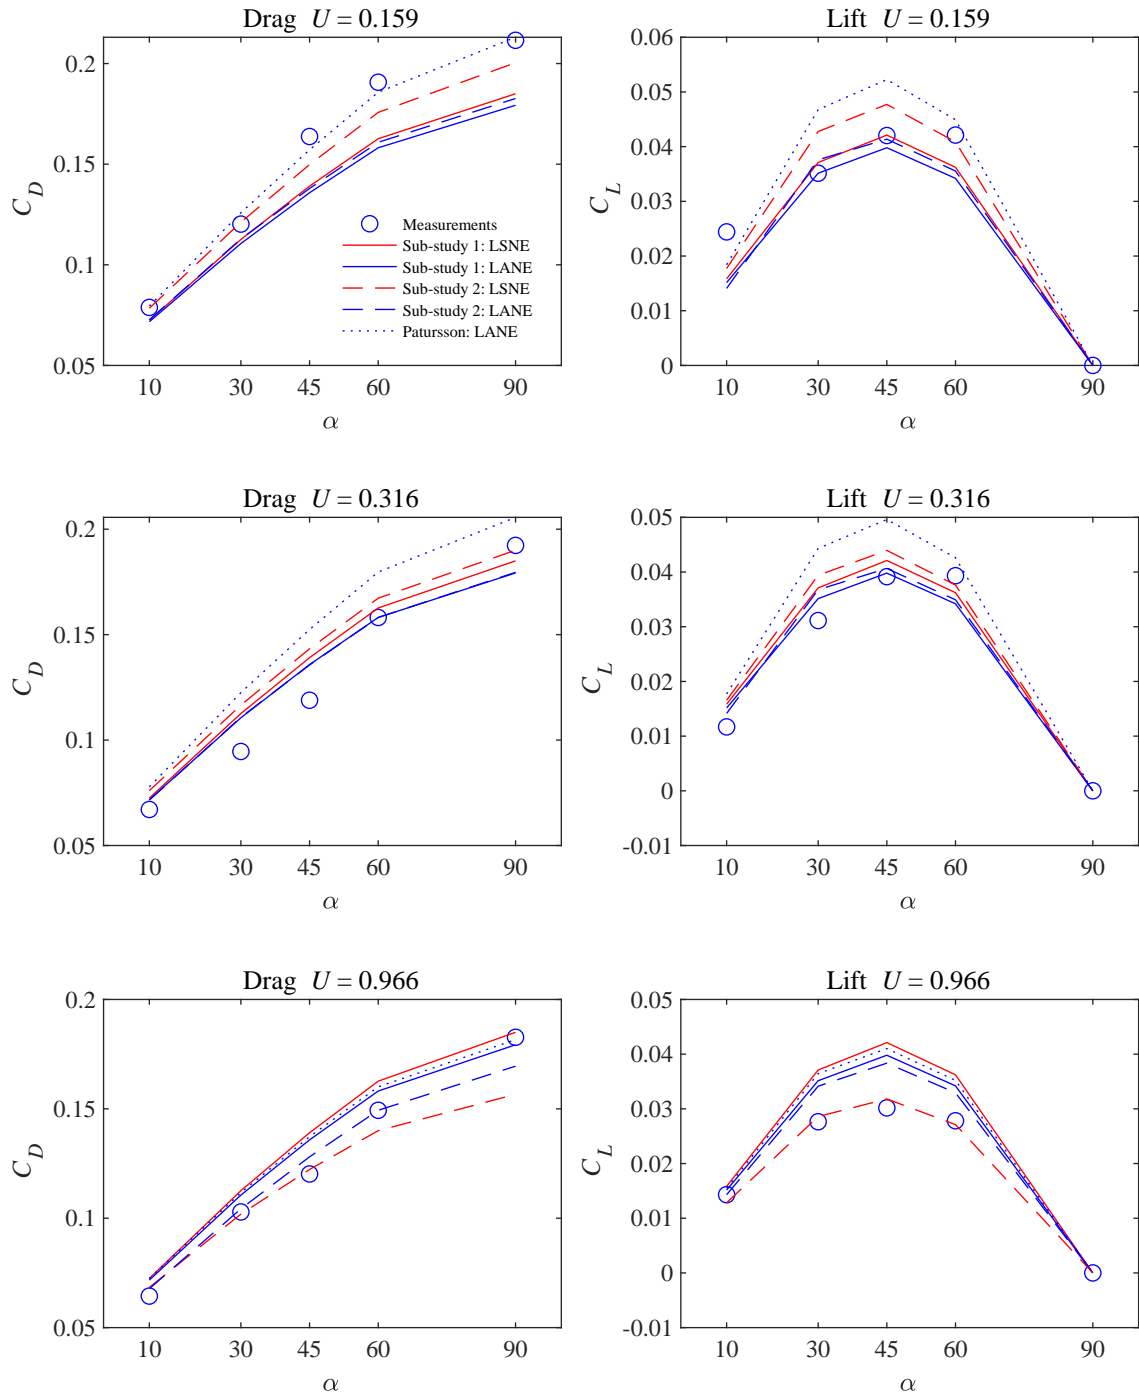 Drag U = 0.159
0.2
0.15
0.1
0.05
C_D
Measurements
Sub-study 1: LSNE
Sub-study 1: LANE
Sub-study 2: LSNE
Sub-study 2: LANE
Patursson: LANE
10 30 45 60 90
α
Lift U = 0.159
0.06
0.05
0.04
0.03
0.02
0.01
0
C_L
10 30 45 60 90
α
Drag U = 0.316
0.2
0.15
0.1
0.05
C_D
10 30 45 60 90
α
Lift U = 0.316
0.05
0.04
0.03
0.02
0.01
0
-0.01
C_L
10 30 45 60 90
α
Drag U = 0.966
0.2
0.15
0.1
0.05
C_D
10 30 45 60 90
α
Lift U = 0.966
0.05
0.04
0.03
0.02
0.01
0
-0.01
C_L
10 30 45 60 90
α